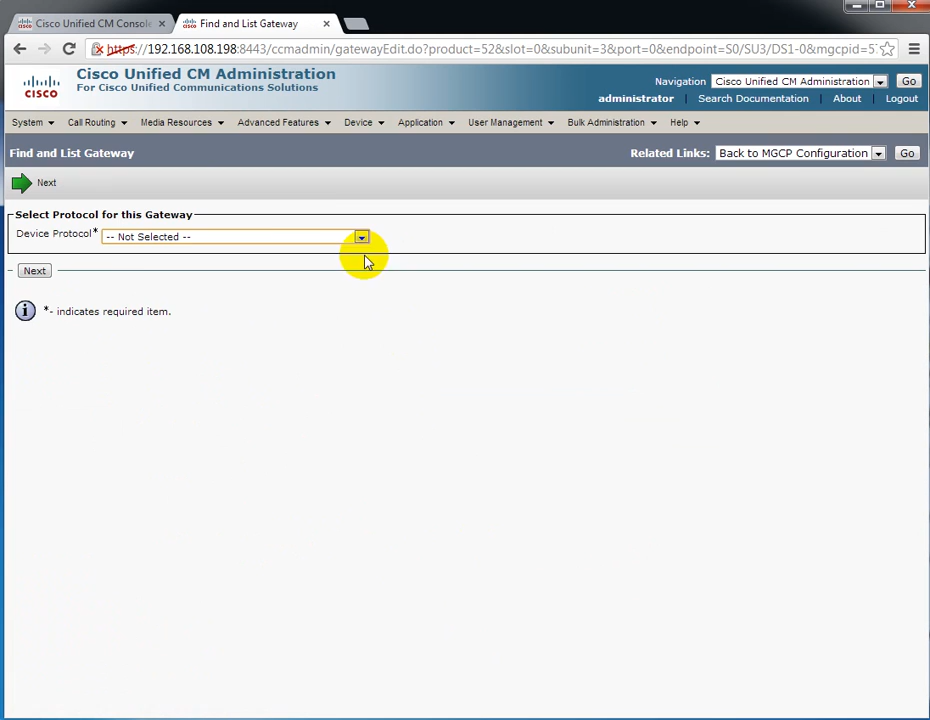 Cisco Unified CM Console
Find and List Gateway
https://192.168.108.198:8443/ccmadmin/gatewayEdit.do?product=52&slot=0&subunit=3&port=0&endpoint=S0/SU3/DS1-0&mgcpid=57
Cisco Unified CM Administration
For Cisco Unified Communications Solutions
CISCO
Navigation Cisco Unified CM Administration Go
administrator | Search Documentation | About | Logout
System Call Routing Media Resources Advanced Features Device Application User Management Bulk Administration Help
Find and List Gateway Related Links: Back to MGCP Configuration Go
Next
Select Protocol for this Gateway
Device Protocol* -- Not Selected --
- Next
i *- indicates required item.